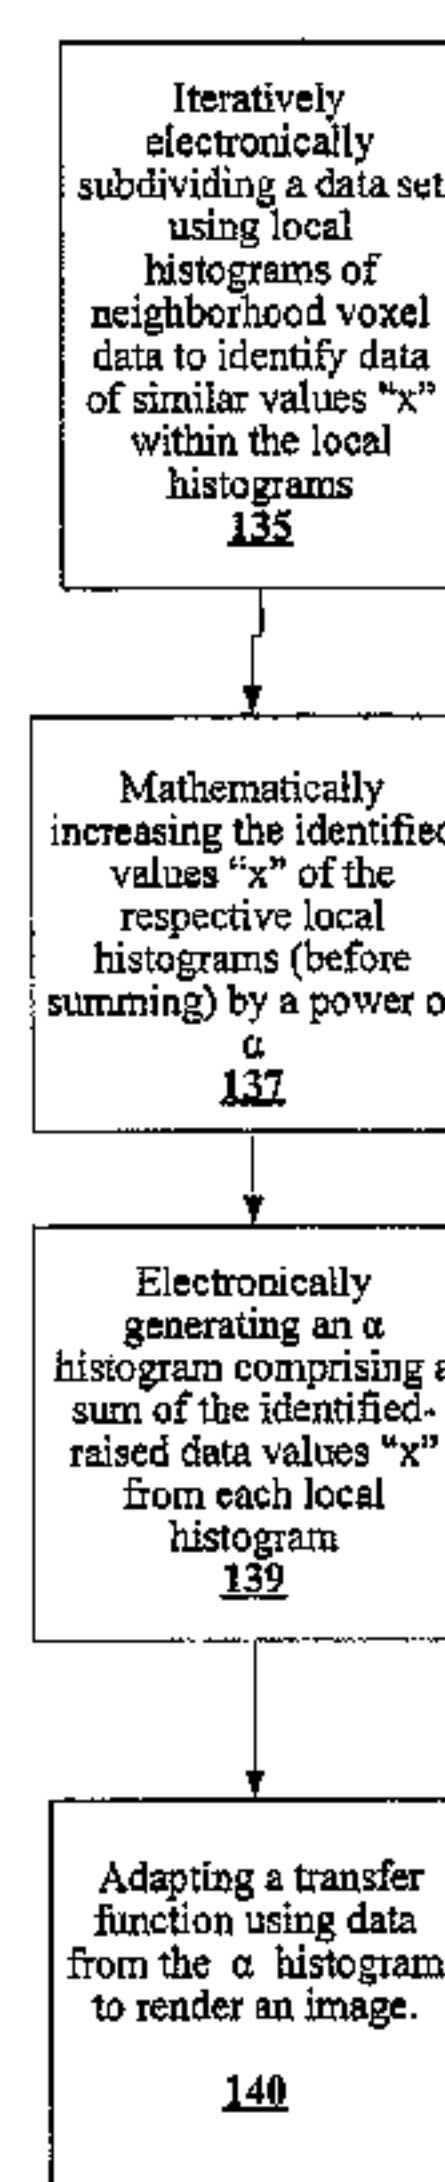 Iteratively
electronically
subdividing a data set
using local
histograms of
neighborhood voxel
data to identify data
of similar values “x”
within the local
histograms
135
Mathematically
increasing the identified
values “x” of the
respective local
histograms (before
summing) by a power o
α
137
Electronically
generating an α
histogram comprising a
sum of the identified-
raised data values “x”
from each local
histogram
139
Adapting a transfer
function using data
from the α histogram
to render an image.
140